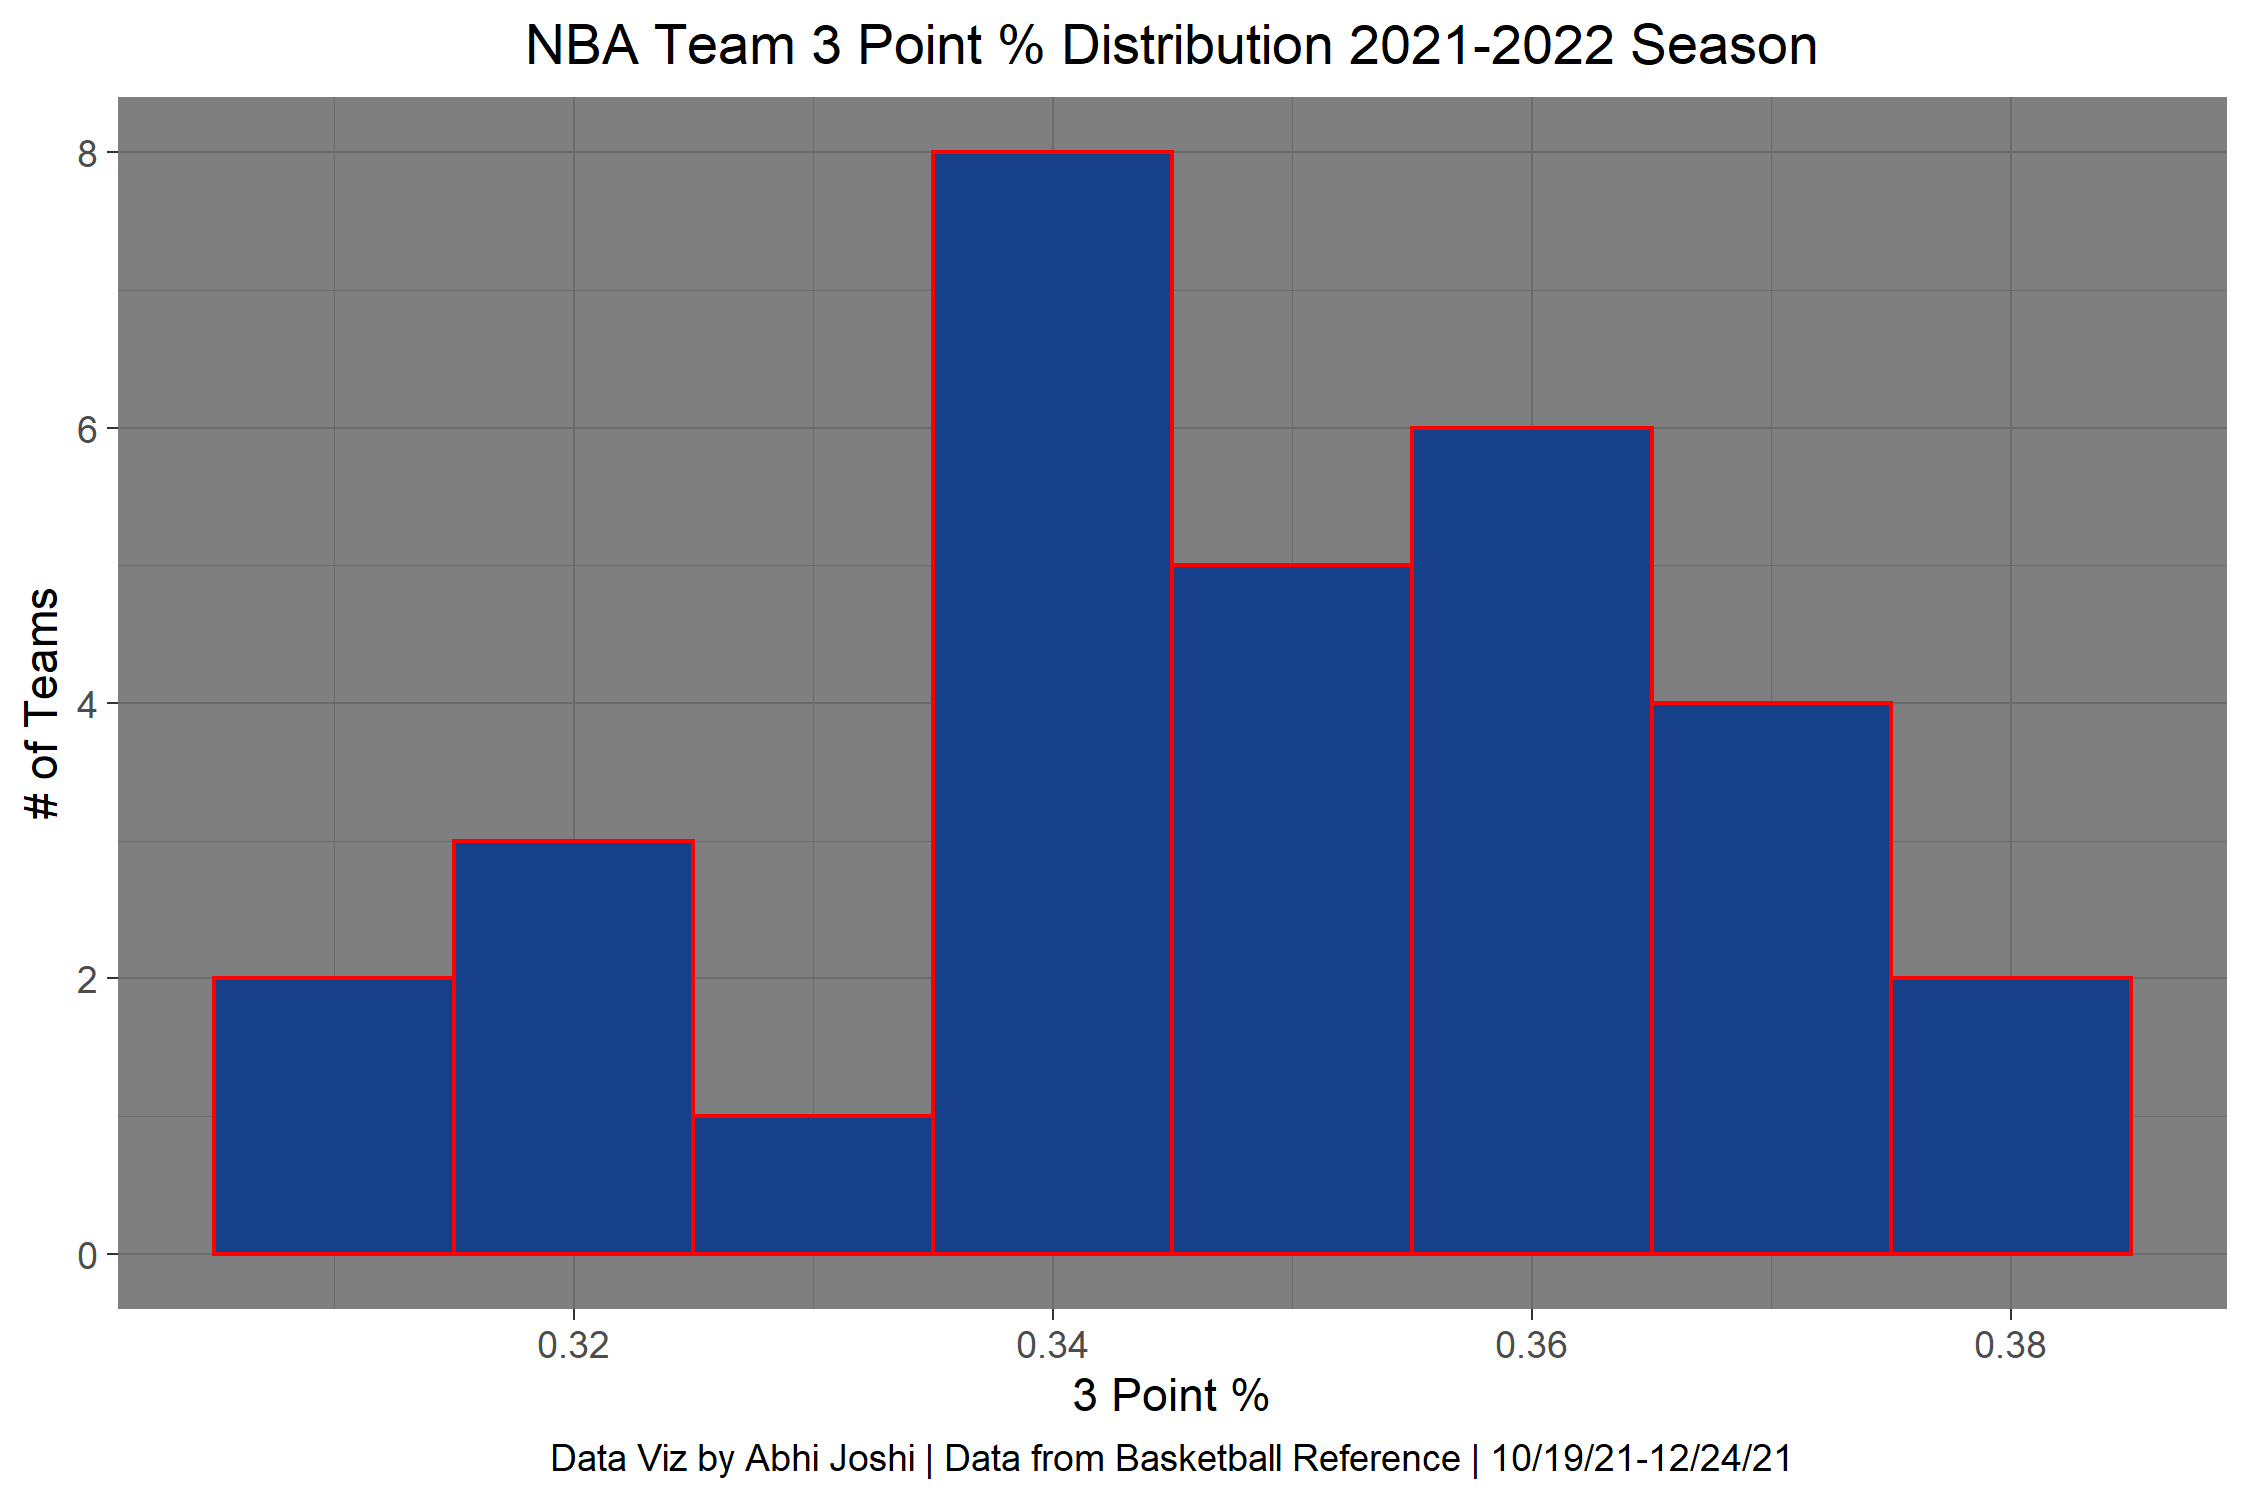 NBA Team 3 Point % Distribution 2021-2022 Season
8
6
4
2
0
# of Teams
0.32 0.34 0.36 0.38
3 Point %
Data Viz by Abhi Joshi | Data from Basketball Reference | 10/19/21-12/24/21